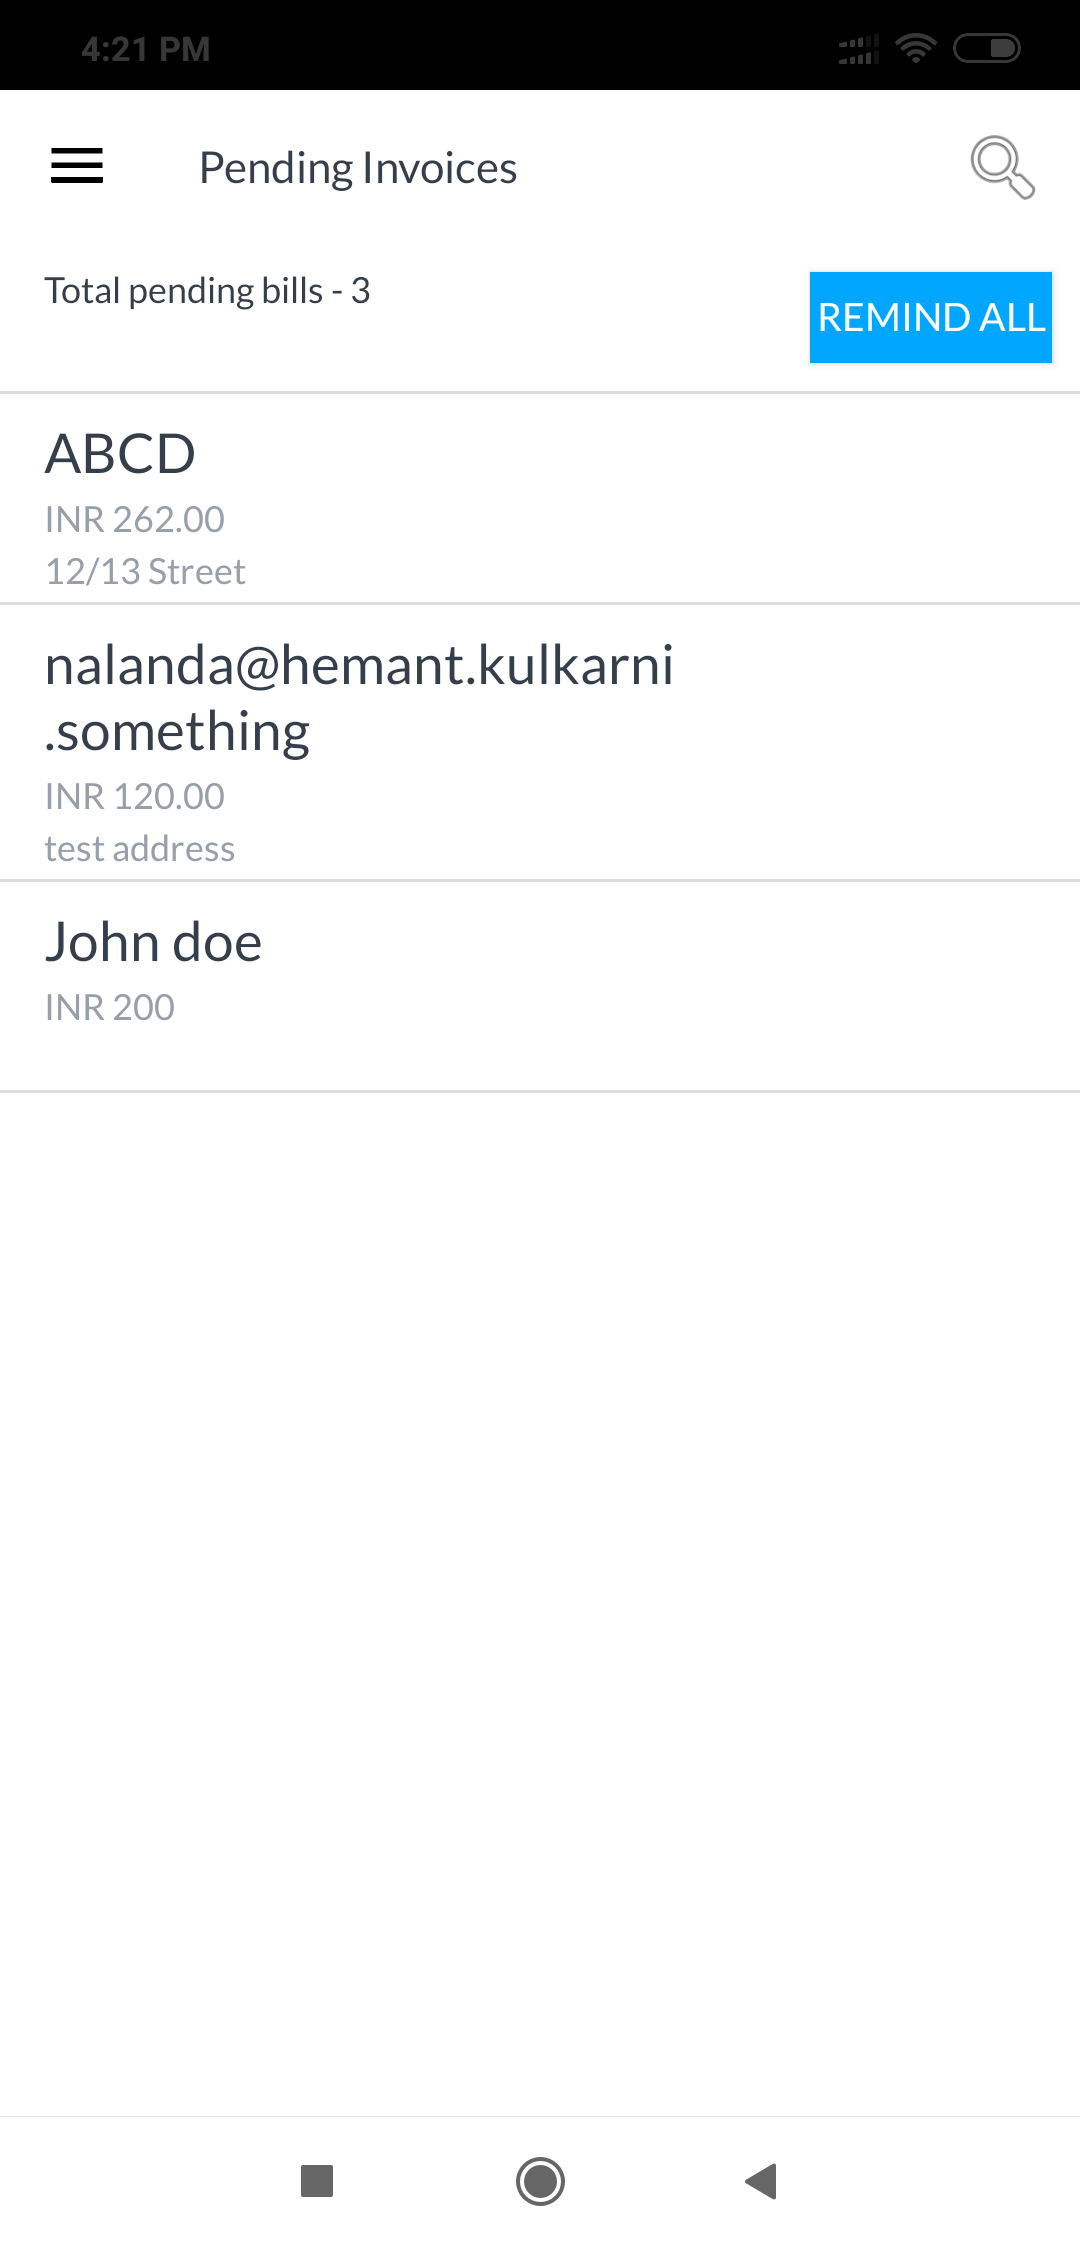 4:21 PM
Pending Invoices
Total pending bills - 3
REMIND ALL
ABCD
INR 262.00
12/13 Street
nalanda@hemant.kulkarni
.something
INR 120.00
test address
John doe
INR 200